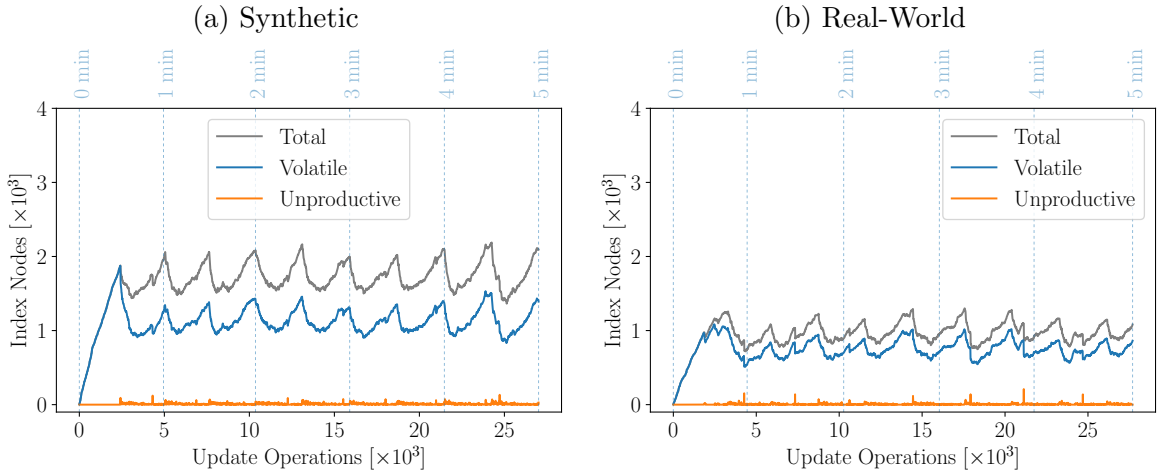 (a) Synthetic
0 min
1 min
2 min
3 min
4 min
5 min
4
3
2
1
0
Index Nodes [×10³]
Total
Volatile
Unproductive
0
5
10
15
20
25
Update Operations [×10³]
(b) Real-World
0 min
1 min
2 min
3 min
4 min
5 min
4
3
2
1
0
Index Nodes [×10³]
Total
Volatile
Unproductive
0
5
10
15
20
25
Update Operations [×10³]